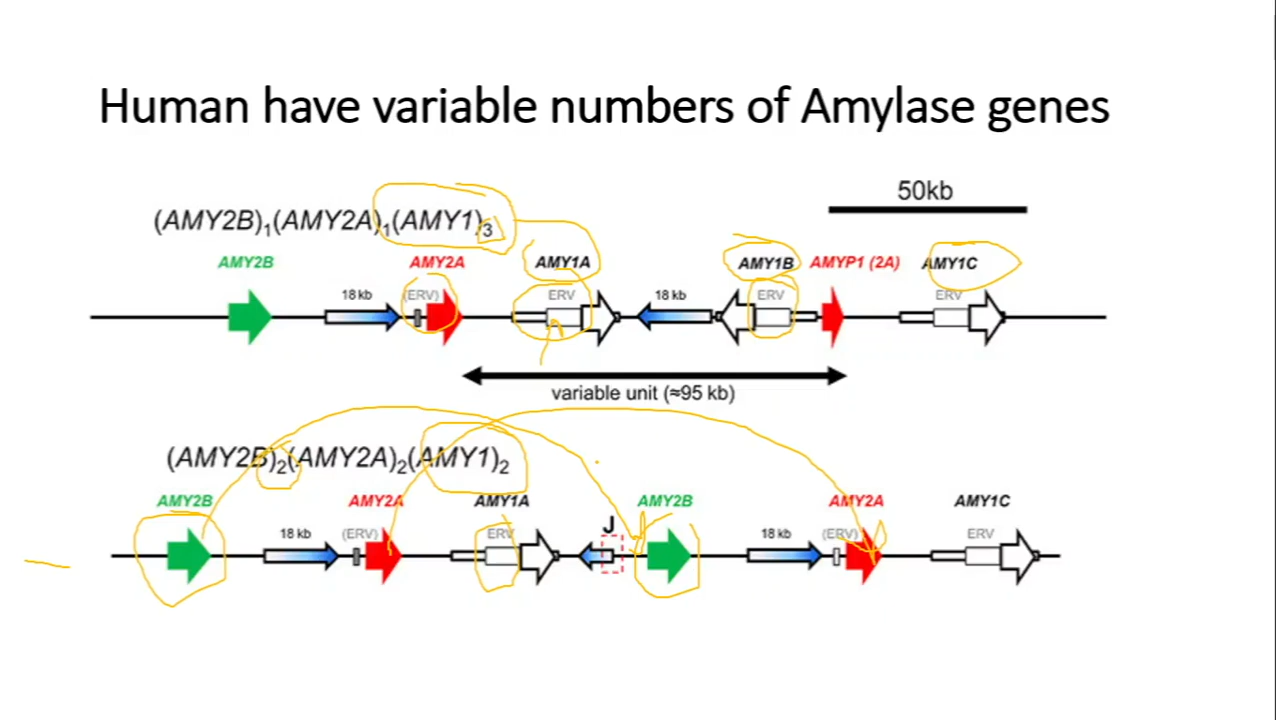 Human have variable numbers of Amylase genes
50kb
(AMY2B)₁(AMY2A)₁(AMY1)₃
AMY2B AMY2A AMY1A AMY1B AMYP1 (2A) AMY1C
18 kb (ERV) ERV 18 kb ERV ERV
variable unit (≈95 kb)
(AMY2B)₂(AMY2A)₂(AMY1)₂
AMY2B AMY2A AMY1A AMY2B AMY2A AMY1C
J
18 kb (ERV) ERV 18 kb (ERV) ERV